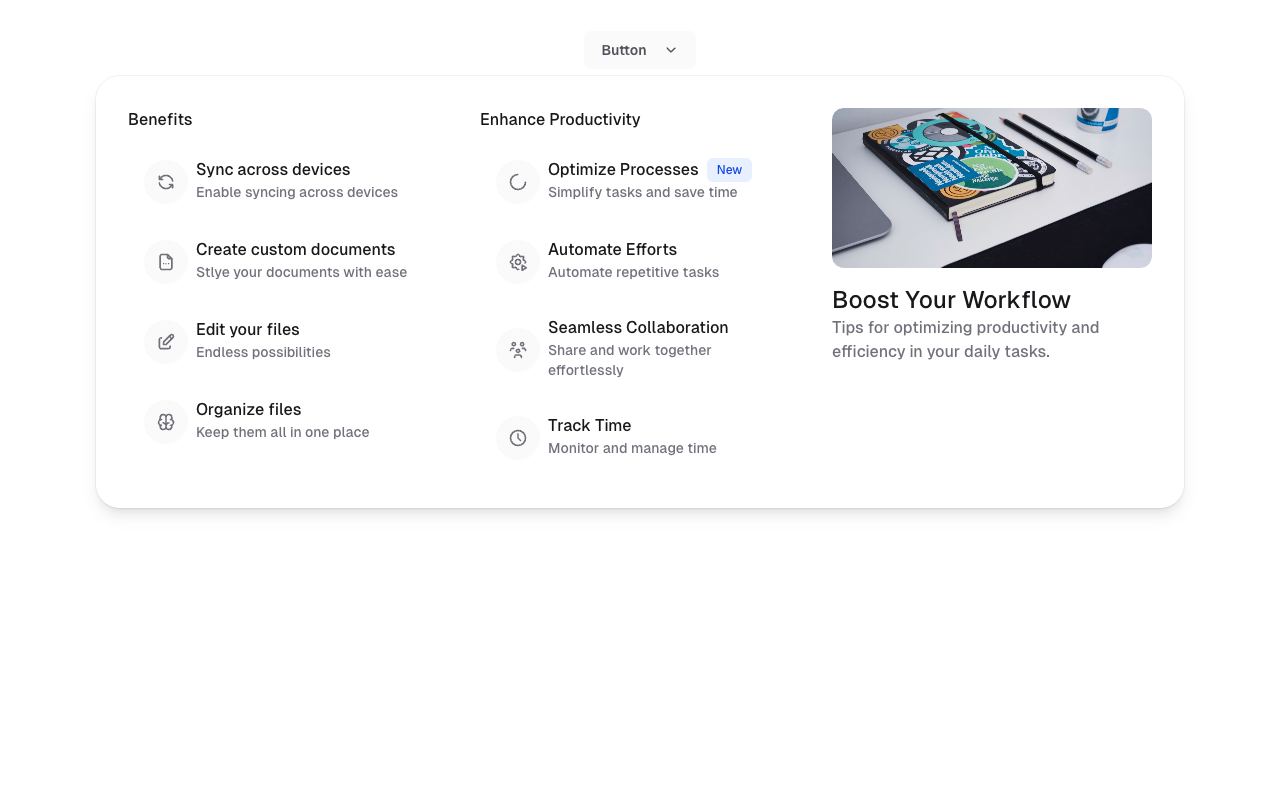 Button
Benefits
Sync across devices
Enable syncing across devices
Create custom documents
Stlye your documents with ease
Edit your files
Endless possibilities
Organize files
Keep them all in one place
Enhance Productivity
Optimize Processes New
Simplify tasks and save time
Automate Efforts
Automate repetitive tasks
Seamless Collaboration
Share and work together
effortlessly
Track Time
Monitor and manage time
Boost Your Workflow
Tips for optimizing productivity and
efficiency in your daily tasks.